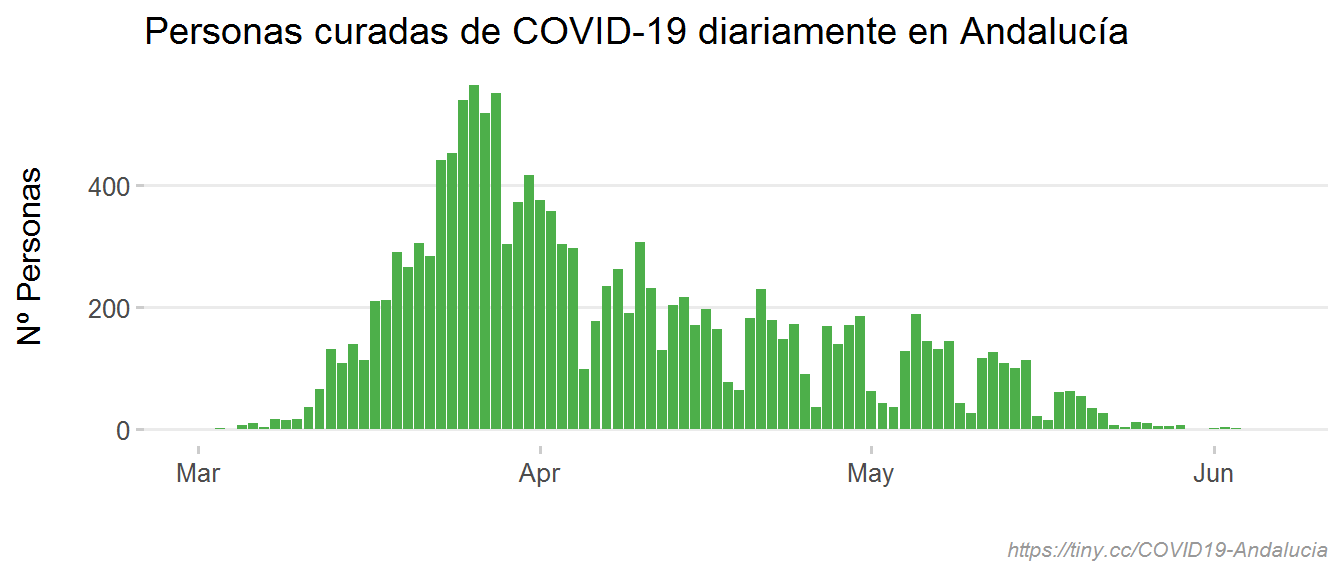 Personas curadas de COVID-19 diariamente en Andalucía
Nº Personas
400
200
0
Mar
Apr
May
Jun
https://tiny.cc/COVID19-Andalucia